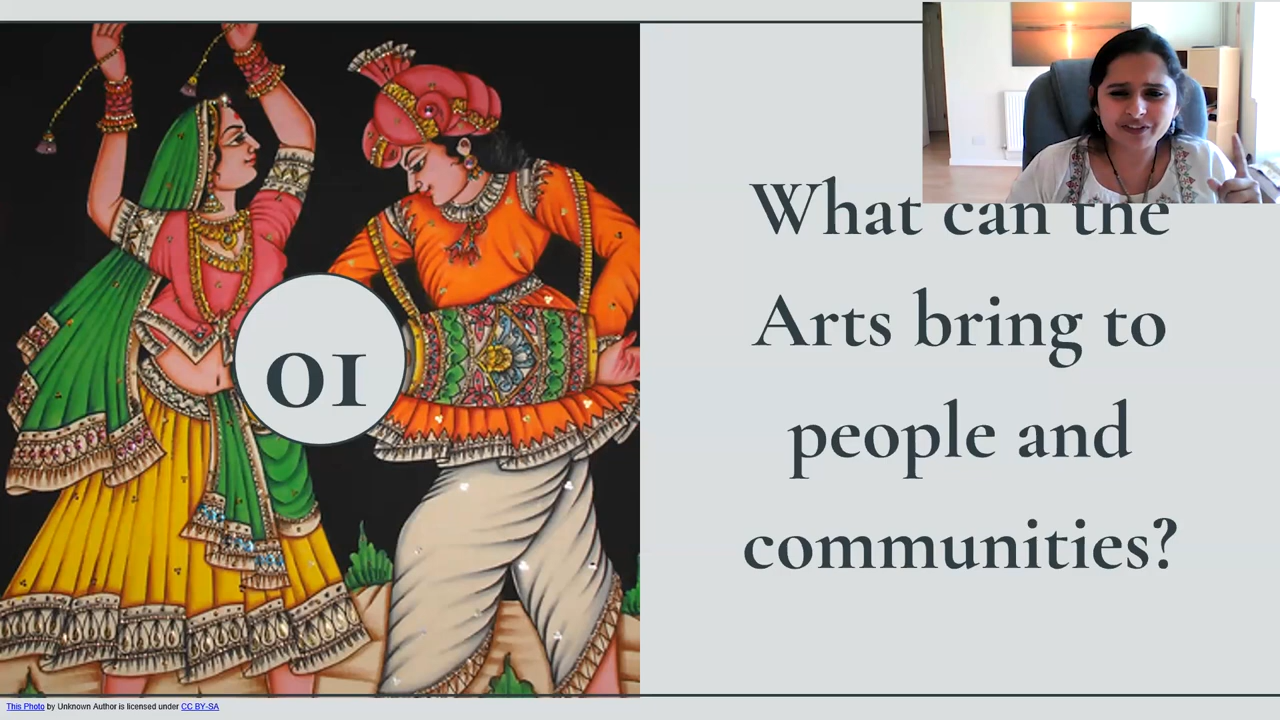 01
What can the
Arts bring to
people and
communities?
This Photo by Unknown Author is licensed under CC BY-SA